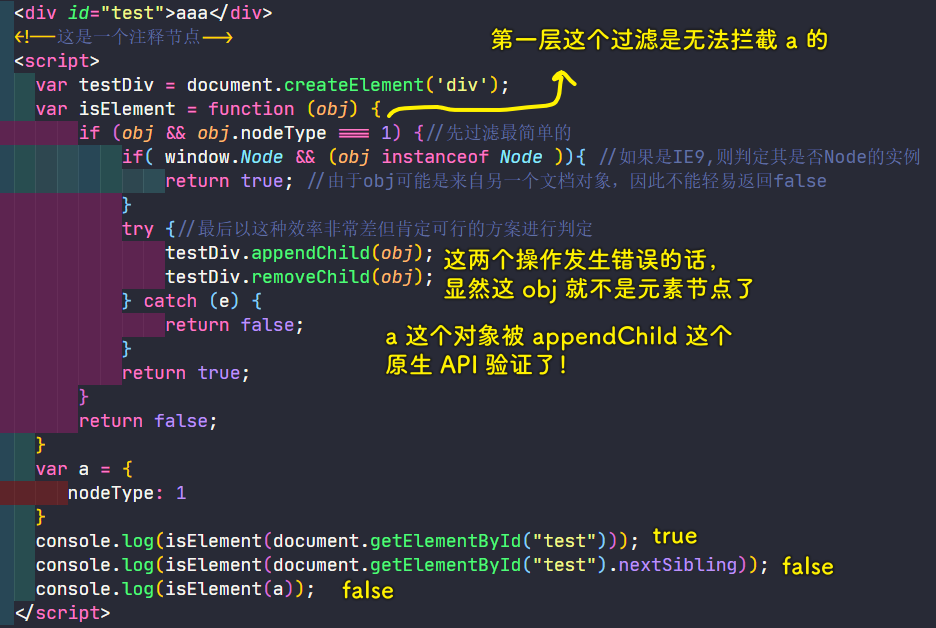 <div id="test">aaa</div>
<!--这是一个注释节点-->
第一层这个过滤是无法拦截 a 的
<script>
var testDiv = document.createElement('div');
var isElement = function (obj) {
if (obj && obj.nodeType === 1) {//先过滤最简单的
if( window.Node && (obj instanceof Node )){ //如果是IE9,则判定其是否Node的实例
return true; //由于obj可能是来自另一个文档对象，因此不能轻易返回false
}
try {//最后以这种效率非常差但肯定可行的方案进行判定
testDiv.appendChild(obj);
testDiv.removeChild(obj);
这两个操作发生错误的话，
显然这 obj 就不是元素节点了
} catch (e) {
return false;
a 这个对象被 appendChild 这个
原生 API 验证了！
}
return true;
}
return false;
}
var a = {
nodeType: 1
}
console.log(isElement(document.getElementById("test"))); true
console.log(isElement(document.getElementById("test").nextSibling)); false
console.log(isElement(a)); false
</script>